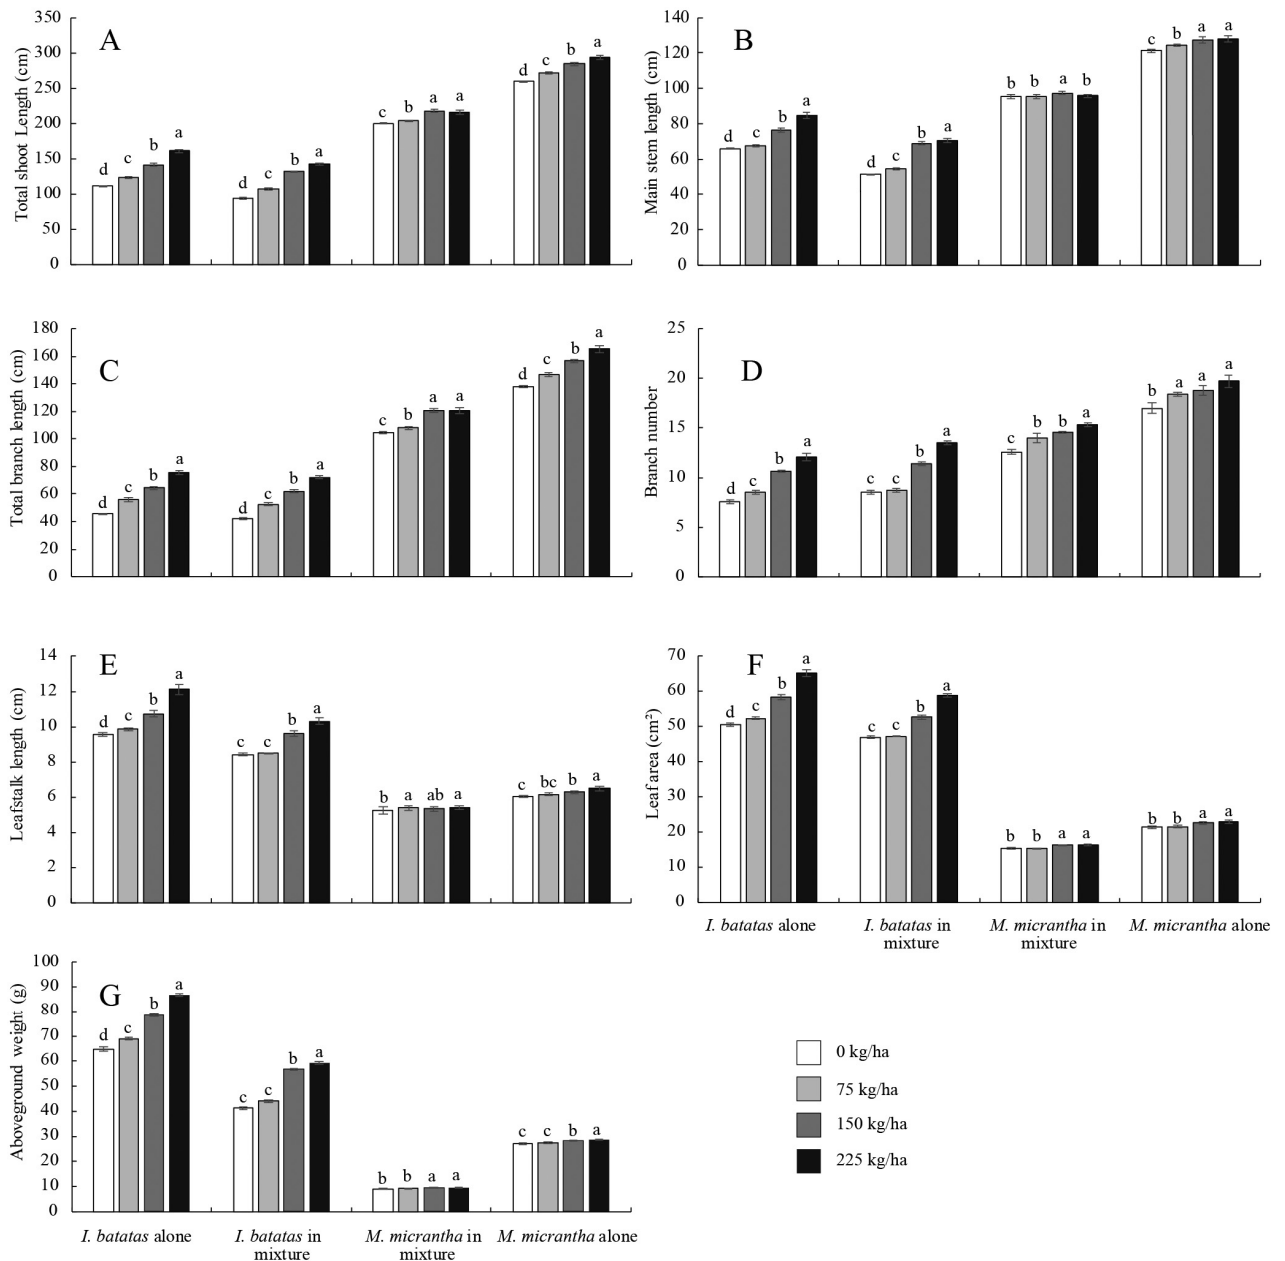 A
Total shoot Length (cm)
350
300
250
200
150
100
50
0
d c b a
d c b a
c b a a
d c b a
B
Main stem length (cm)
140
120
100
80
60
40
20
0
d c b a
d c b a
b b a b
c b a a
C
Total branch length (cm)
180
160
140
120
100
80
60
40
20
0
d c b a
d c b a
c b a a
d c b a
D
Branch number
25
20
15
10
5
0
d c b a
c c b a
c b b a
b a a a
E
Leafstalk length (cm)
14
12
10
8
6
4
2
0
d c b a
c c b a
b a ab a
c bc b a
F
Leaf area (cm²)
70
60
50
40
30
20
10
0
d c b a
c c b a
b b a a
b b a a
I. batatas alone
I. batatas in
mixture
M. micrantha in
mixture
M. micrantha alone
G
Aboveground weight (g)
100
90
80
70
60
50
40
30
20
10
0
d c b a
c c b a
b b a a
c c b a
I. batatas alone
I. batatas in
mixture
M. micrantha in
mixture
M. micrantha alone
0 kg/ha
75 kg/ha
150 kg/ha
225 kg/ha